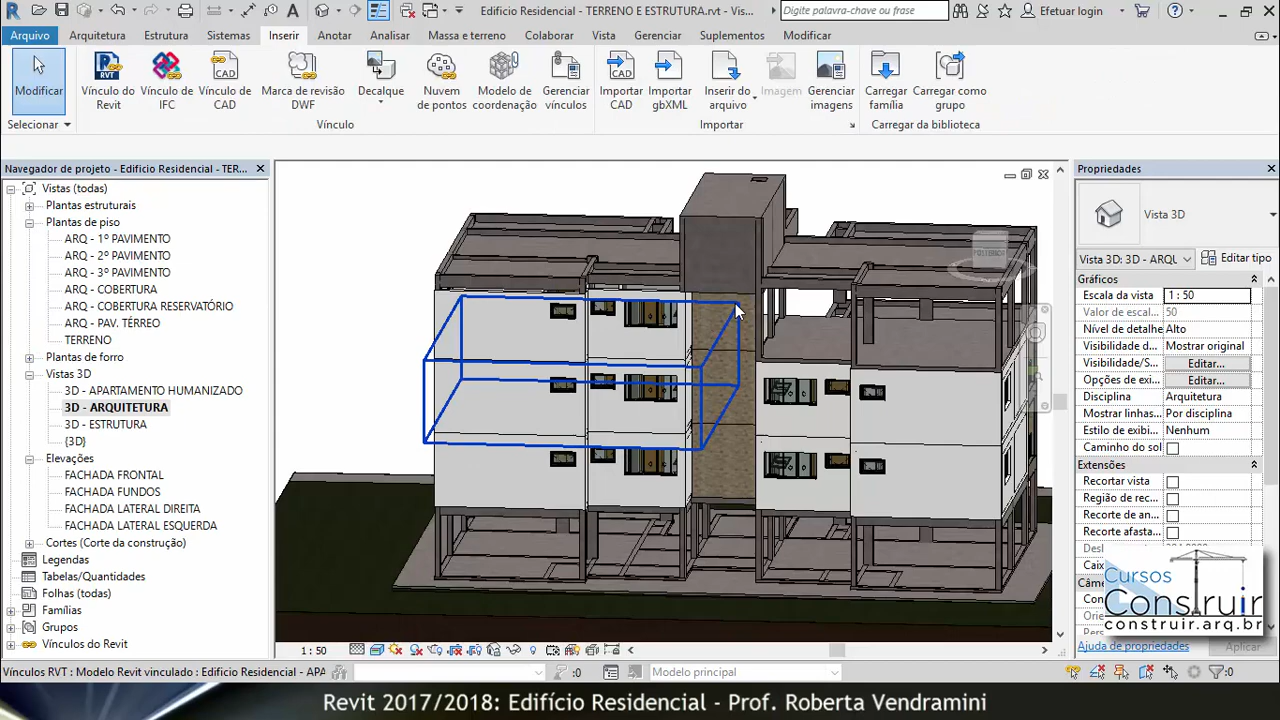 Edificio Residencial - TERRENO E ESTRUTURA.rvt - Vis...
Digite palavra-chave ou frase
Efetuar login
Arquivo
Arquitetura
Estrutura
Sistemas
Inserir
Anotar
Analisar
Massa e terreno
Colaborar
Vista
Gerenciar
Suplementos
Modificar
Modificar
Vínculo do Revit
Vínculo de IFC
Vínculo de CAD
Marca de revisão DWF
Decalque
Nuvem de pontos
Modelo de coordenação
Gerenciar vínculos
Importar CAD
Importar gbXML
Inserir do arquivo
Imagem
Gerenciar imagens
Carregar família
Carregar como grupo
Selecionar
Vínculo
Importar
Carregar da biblioteca
Navegador de projeto - Edificio Residencial - TER...
Vistas (todas)
Plantas estruturais
Plantas de piso
ARQ - 1º PAVIMENTO
ARQ - 2º PAVIMENTO
ARQ - 3º PAVIMENTO
ARQ - COBERTURA
ARQ - COBERTURA RESERVATÓRIO
ARQ - PAV. TÉRREO
TERRENO
Plantas de forro
Vistas 3D
3D - APARTAMENTO HUMANIZADO
3D - ARQUITETURA
3D - ESTRUTURA
{3D}
Elevações
FACHADA FRONTAL
FACHADA FUNDOS
FACHADA LATERAL DIREITA
FACHADA LATERAL ESQUERDA
Cortes (Corte da construção)
Legendas
Tabelas/Quantidades
Folhas (todas)
Famílias
Grupos
Vínculos do Revit
POSTERIOR
Propriedades
Vista 3D
Vista 3D: 3D - ARQU
Editar tipo
Gráficos
Escala da vista 1 : 50
Valor de escal... 50
Nível de detalhe Alto
Visibilidade d... Mostrar original
Visibilidade/S... Editar...
Opções de exi... Editar...
Disciplina Arquitetura
Mostrar linhas... Por disciplina
Estilo de exibi... Nenhum
Caminho do sol
Extensões
Recortar vista
Região de rec...
Recorte de an...
Recorte afasta...
Caix
Câme
Con
Orie
Cursos
Construir
construir.arq.br
Ajuda de propriedades
Aplicar
1 : 50
Vínculos RVT : Modelo Revit vinculado : Edificio Residencial - APA
:0
Modelo principal
:0
Revit 2017/2018: Edifício Residencial - Prof. Roberta Vendramini